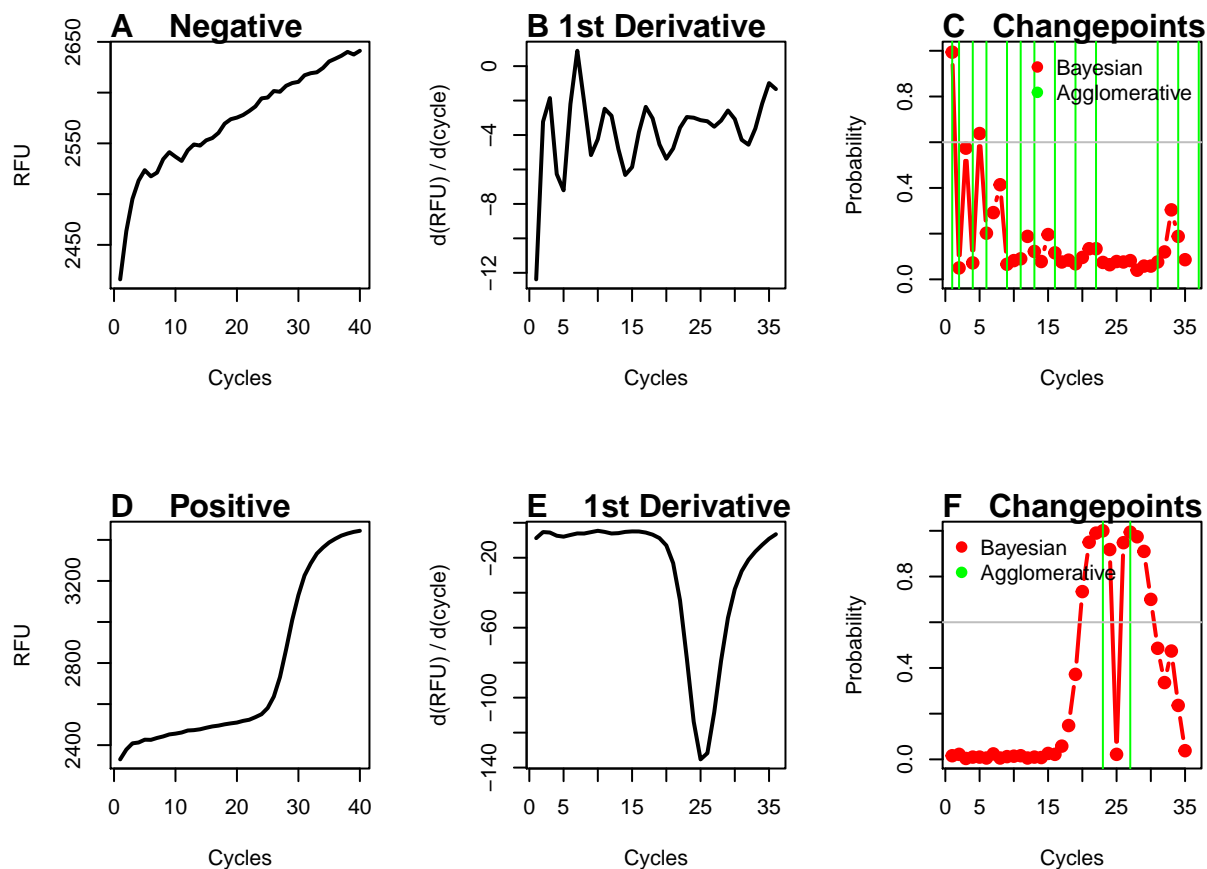 A Negative
2650
2550
2450
RFU
0 10 20 30 40
Cycles
B 1st Derivative
0
−4
−8
−12
d(RFU) / d(cycle)
0 5 15 25 35
Cycles
C Changepoints
Bayesian
Agglomerative
0.8
0.4
0.0
Probability
0 5 15 25 35
Cycles
D Positive
3200
2800
2400
RFU
0 10 20 30 40
Cycles
E 1st Derivative
−20
−60
−100
−140
d(RFU) / d(cycle)
0 5 15 25 35
Cycles
F Changepoints
Bayesian
Agglomerative
0.8
0.4
0.0
Probability
0 5 15 25 35
Cycles